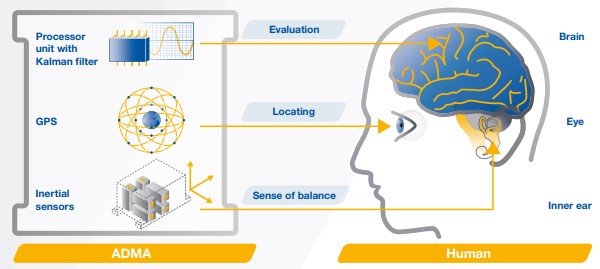 Processor
unit with
Kalman filter
Evaluation
Brain
GPS
Locating
Eye
Inertial
sensors
Sense of balance
Inner ear
ADMA
Human